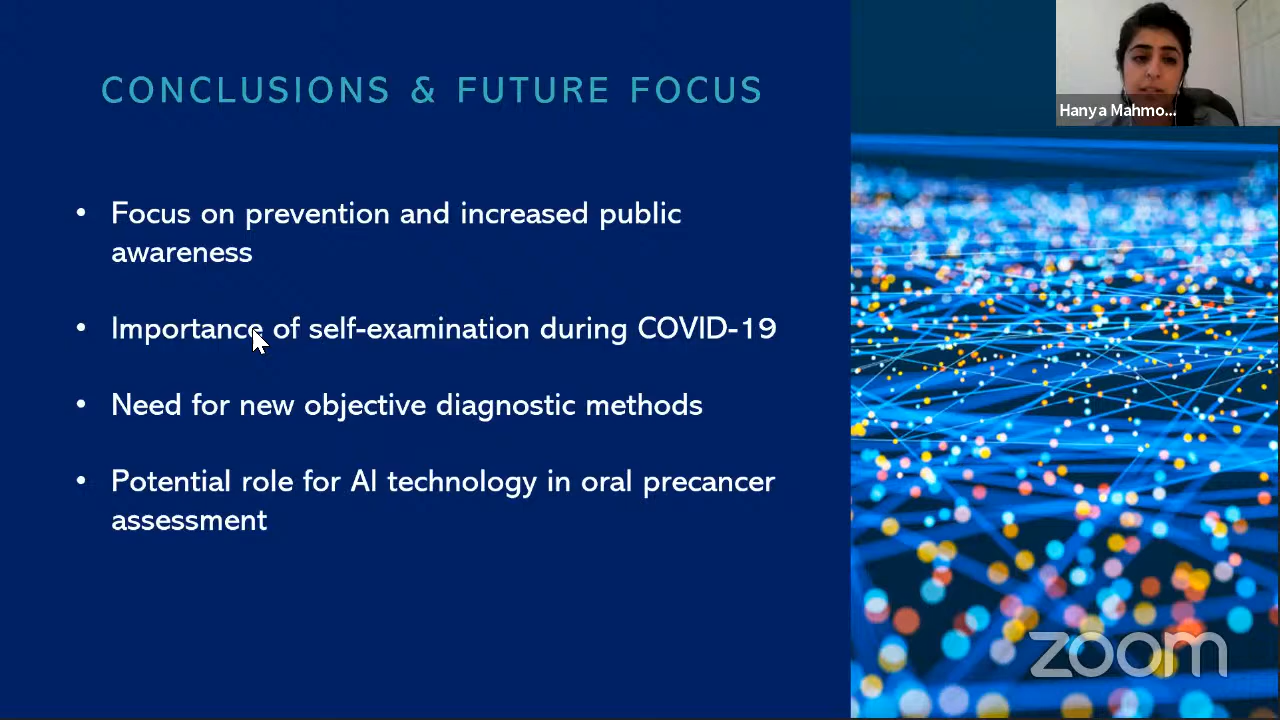 CONCLUSIONS & FUTURE FOCUS
Hanya Mahmo...
• Focus on prevention and increased public
awareness
• Importance of self-examination during COVID-19
• Need for new objective diagnostic methods
• Potential role for AI technology in oral precancer
assessment
zoom